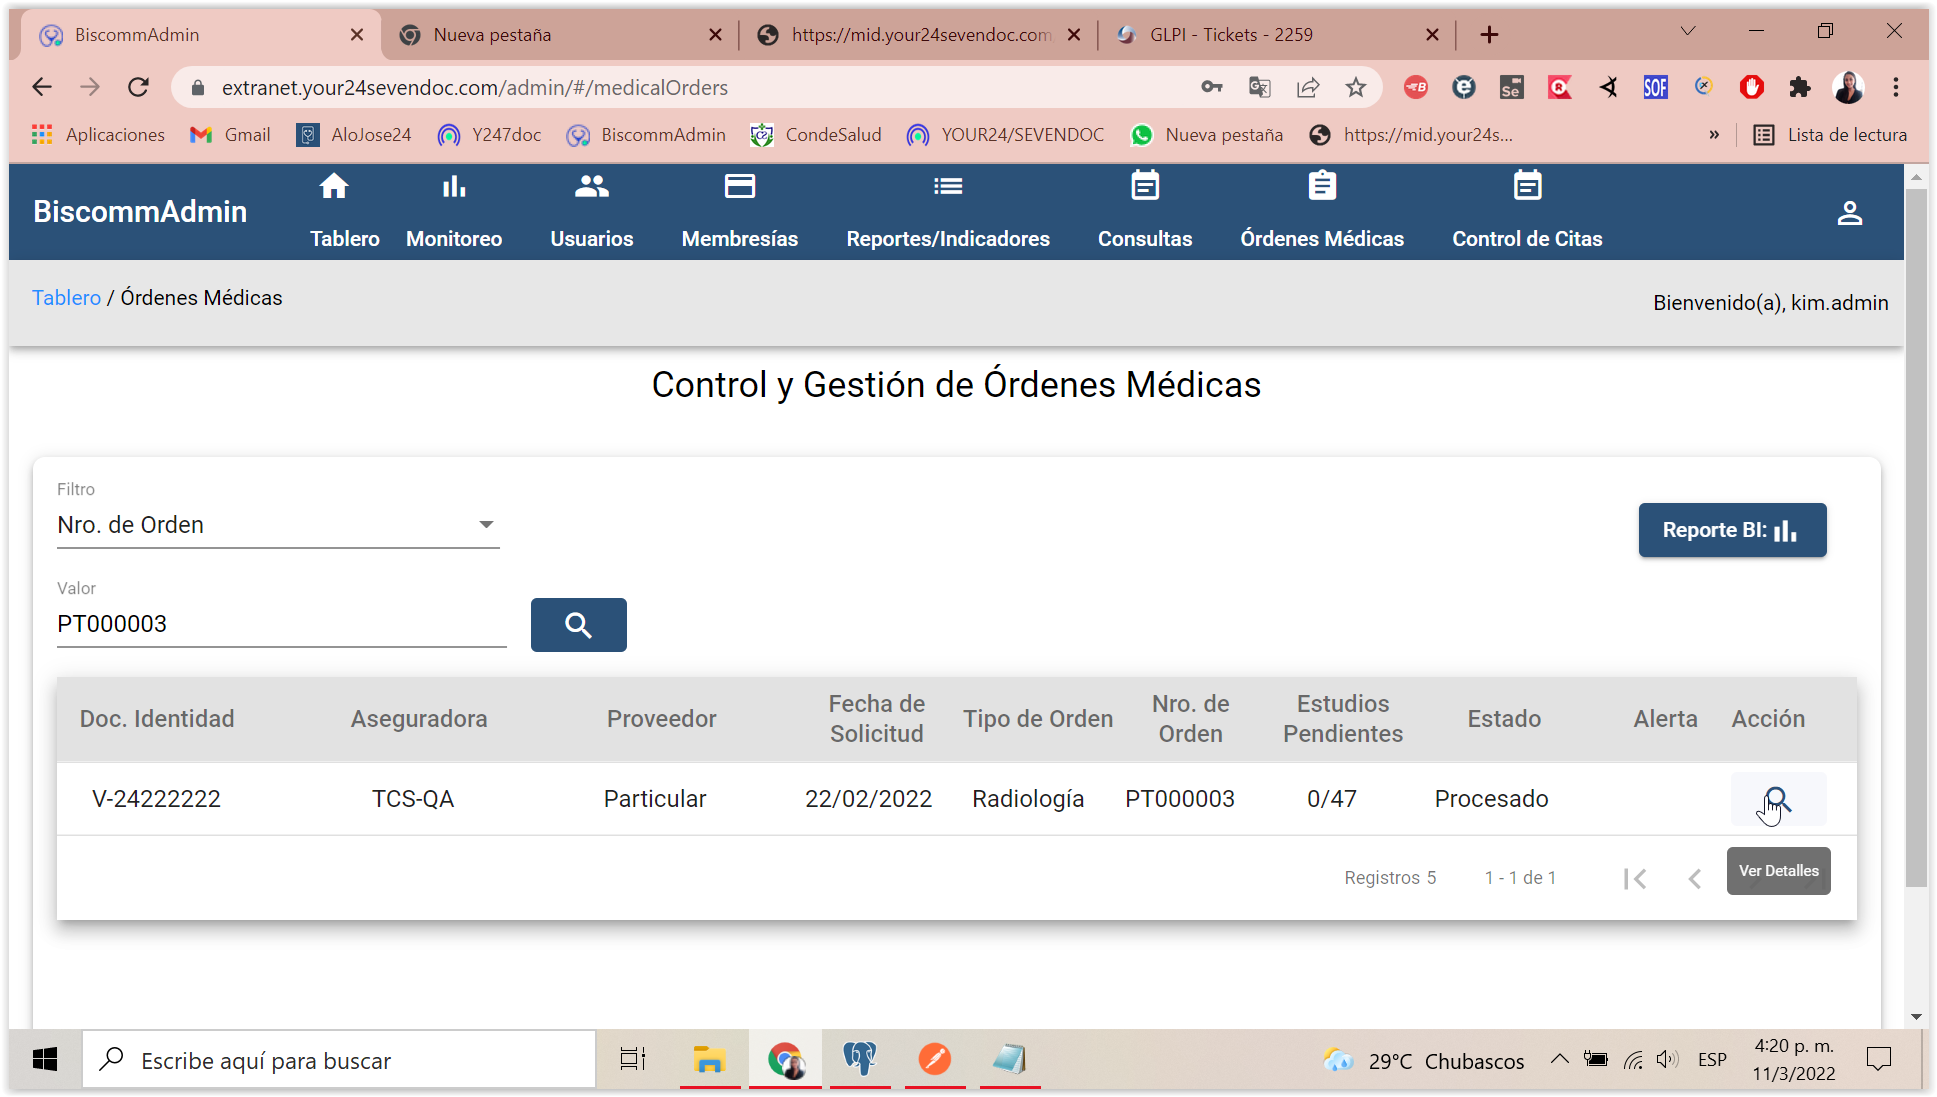 BiscommAdmin
Nueva pestaña
https://mid.your24sevendoc.com
GLPI - Tickets - 2259
extranet.your24sevendoc.com/admin/#/medicalOrders
Aplicaciones
Gmail
AloJose24
Y247doc
BiscommAdmin
CondeSalud
YOUR24/SEVENDOC
Nueva pestaña
https://mid.your24s...
»
Lista de lectura
BiscommAdmin
Tablero
Monitoreo
Usuarios
Membresías
Reportes/Indicadores
Consultas
Órdenes Médicas
Control de Citas
Tablero / Órdenes Médicas
Bienvenido(a), kim.admin
Control y Gestión de Órdenes Médicas
Filtro
Nro. de Orden
Reporte BI:
Valor
PT000003
Doc. Identidad
Aseguradora
Proveedor
Fecha de
Solicitud
Tipo de Orden
Nro. de
Orden
Estudios
Pendientes
Estado
Alerta
Acción
V-24222222
TCS-QA
Particular
22/02/2022
Radiología
PT000003
0/47
Procesado
Registros 5
1 - 1 de 1
Ver Detalles
Escribe aquí para buscar
29°C Chubascos
ESP
4:20 p. m.
11/3/2022